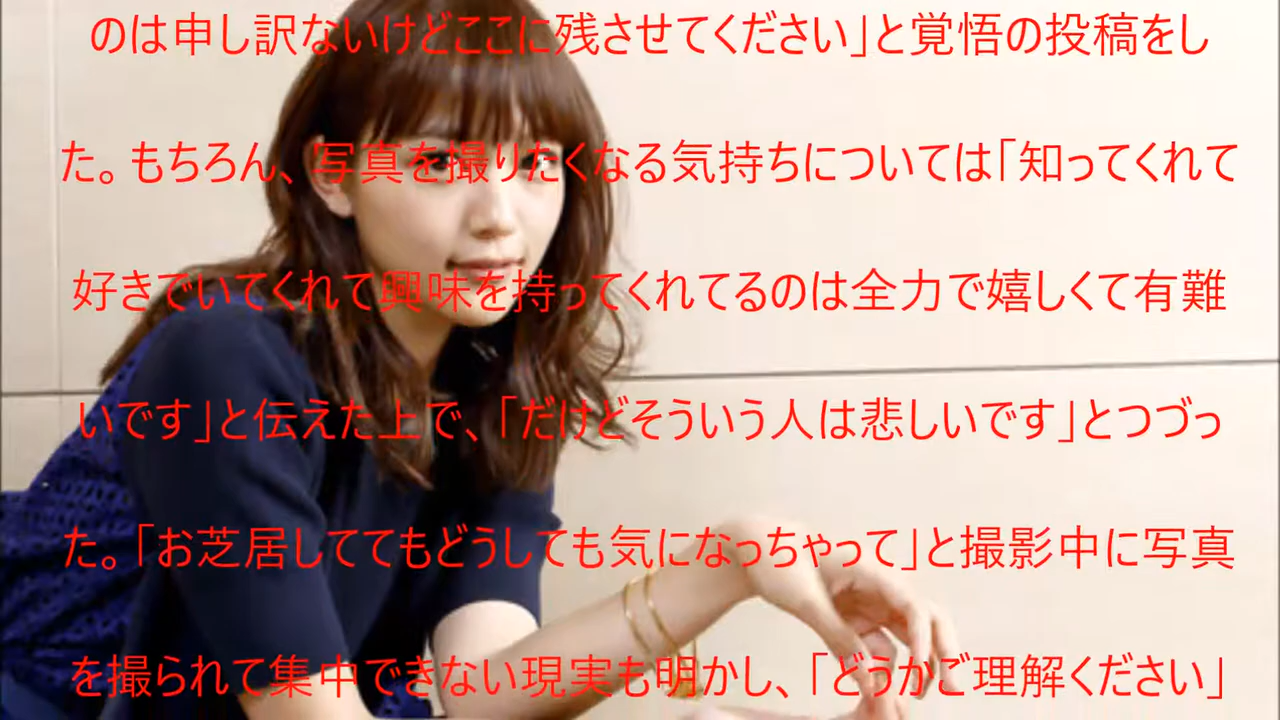 のは申し訳ないけどここに残させてください」と覚悟の投稿をし
た。もちろん、写真を撮りたくなる気持ちについては「知ってくれて
好きでいてくれて興味を持ってくれてるのは全力で嬉しくて有難
いです」と伝えた上で、「だけどそういう人は悲しいです」とつづっ
た。「お芝居しててもどうしても気になっちゃって」と撮影中に写真
を撮られて集中できない現実も明かし、「どうかご理解ください」